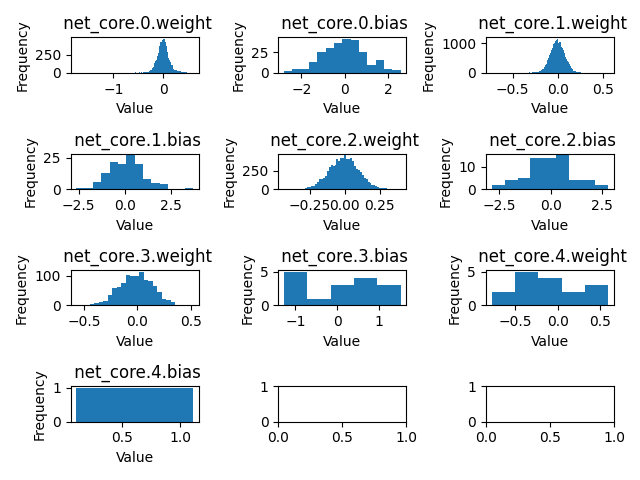 net_core.0.weight
Frequency
250
0
−1
0
Value
net_core.0.bias
Frequency
25
0
−2
0
2
Value
net_core.1.weight
Frequency
1000
0
−0.5
0.0
0.5
Value
net_core.1.bias
Frequency
25
0
−2.5
0.0
2.5
Value
net_core.2.weight
Frequency
250
0
−0.25
0.00
0.25
Value
net_core.2.bias
Frequency
10
0
−2.5
0.0
2.5
Value
net_core.3.weight
Frequency
100
0
−0.5
0.0
0.5
Value
net_core.3.bias
Frequency
5
0
−1
0
1
Value
net_core.4.weight
Frequency
5
0
−0.5
0.0
0.5
Value
net_core.4.bias
Frequency
1
0
0.5
1.0
Value
1
0
0.0
0.5
1.0
1
0
0.0
0.5
1.0